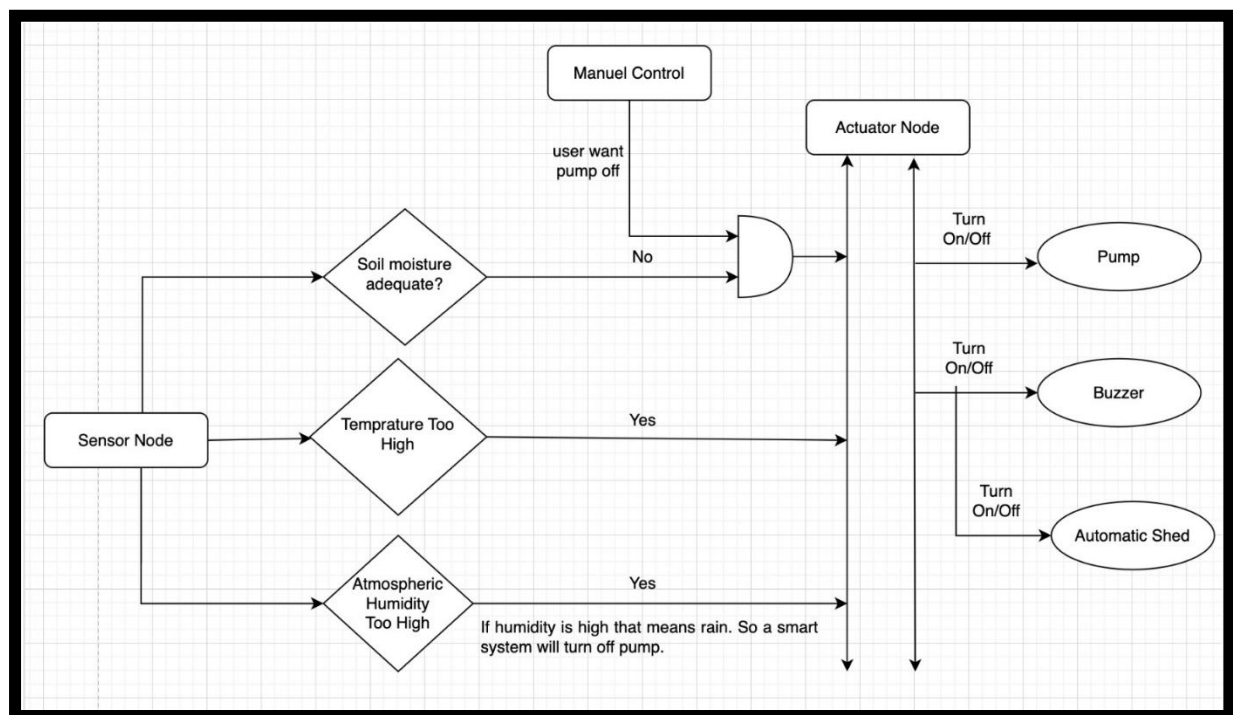 Manuel Control
Actuator Node
user want
pump off
Turn
On/Off
Pump
Soil moisture
adequate?
No
Turn
On/Off
Buzzer
Sensor Node
Temprature Too
High
Yes
Turn
On/Off
Automatic Shed
Atmospheric
Humidity
Too High
Yes
If humidity is high that means rain. So a smart
system will turn off pump.